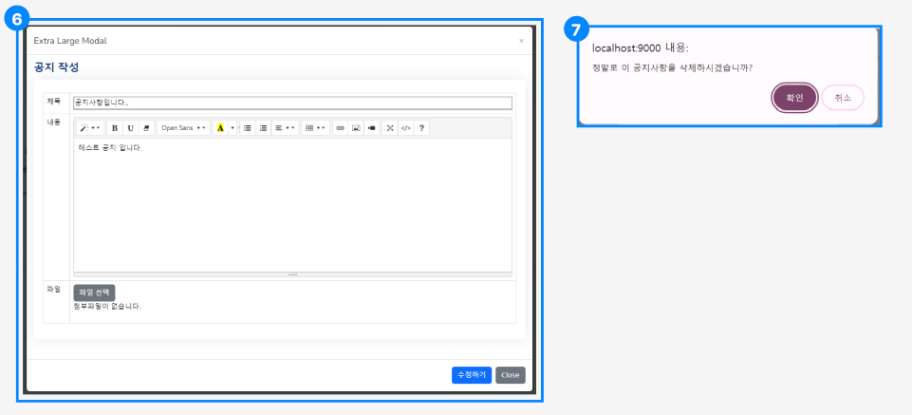 6
Extra Large Modal ×
공지 작성
제목 공지사항입니다..
내용
B U Open Sans A ?
테스트 공지 입니다.
파일 파일 선택
첨부파일이 없습니다.
수정하기 Close
7
localhost:9000 내용:
정말로 이 공지사항을 삭제하시겠습니까?
확인 취소